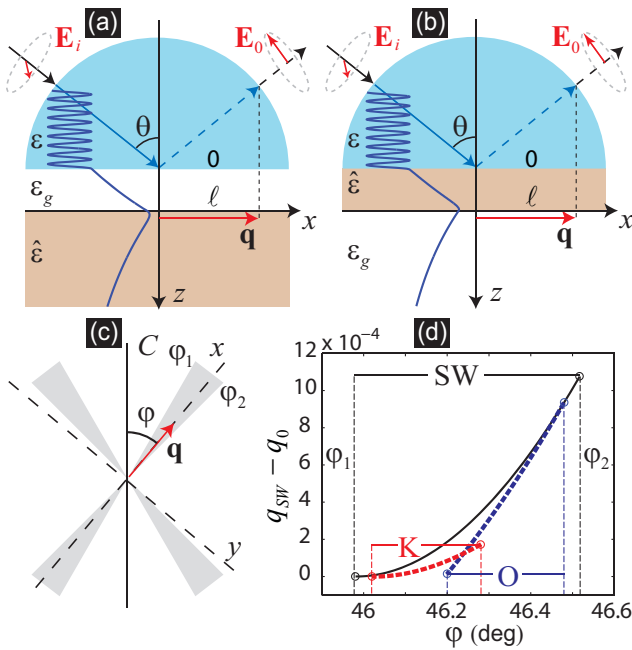 (a)
E_i
E_0
θ
ε
0
ε_g
ℓ
x
q
ε̂
z
(b)
E_i
E_0
θ
ε
0
ε̂
ℓ
x
q
ε_g
z
(c)
C
φ_1
x
φ
φ_2
q
y
(d)
10 × 10⁻⁴
SW
8
φ_1
φ_2
6
q_SW – q_0
4
2
K
0
O
46
46.2
46.4
46.6
φ (deg)